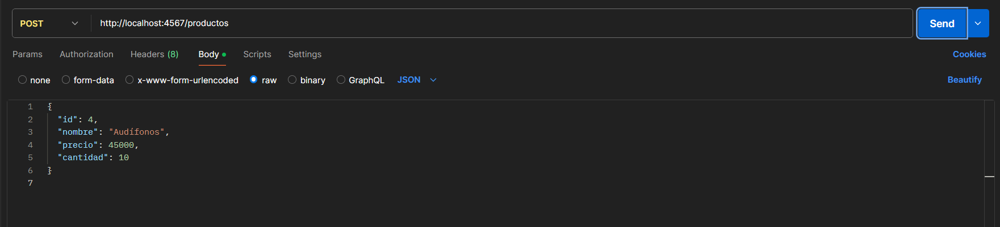 POST http://localhost:4567/productos Send
Params Authorization Headers (8) Body Scripts Settings Cookies
none form-data x-www-form-urlencoded raw binary GraphQL JSON Beautify
1 {
2 "id": 4,
3 "nombre": "Audífonos",
4 "precio": 45000,
5 "cantidad": 10
6 }
7